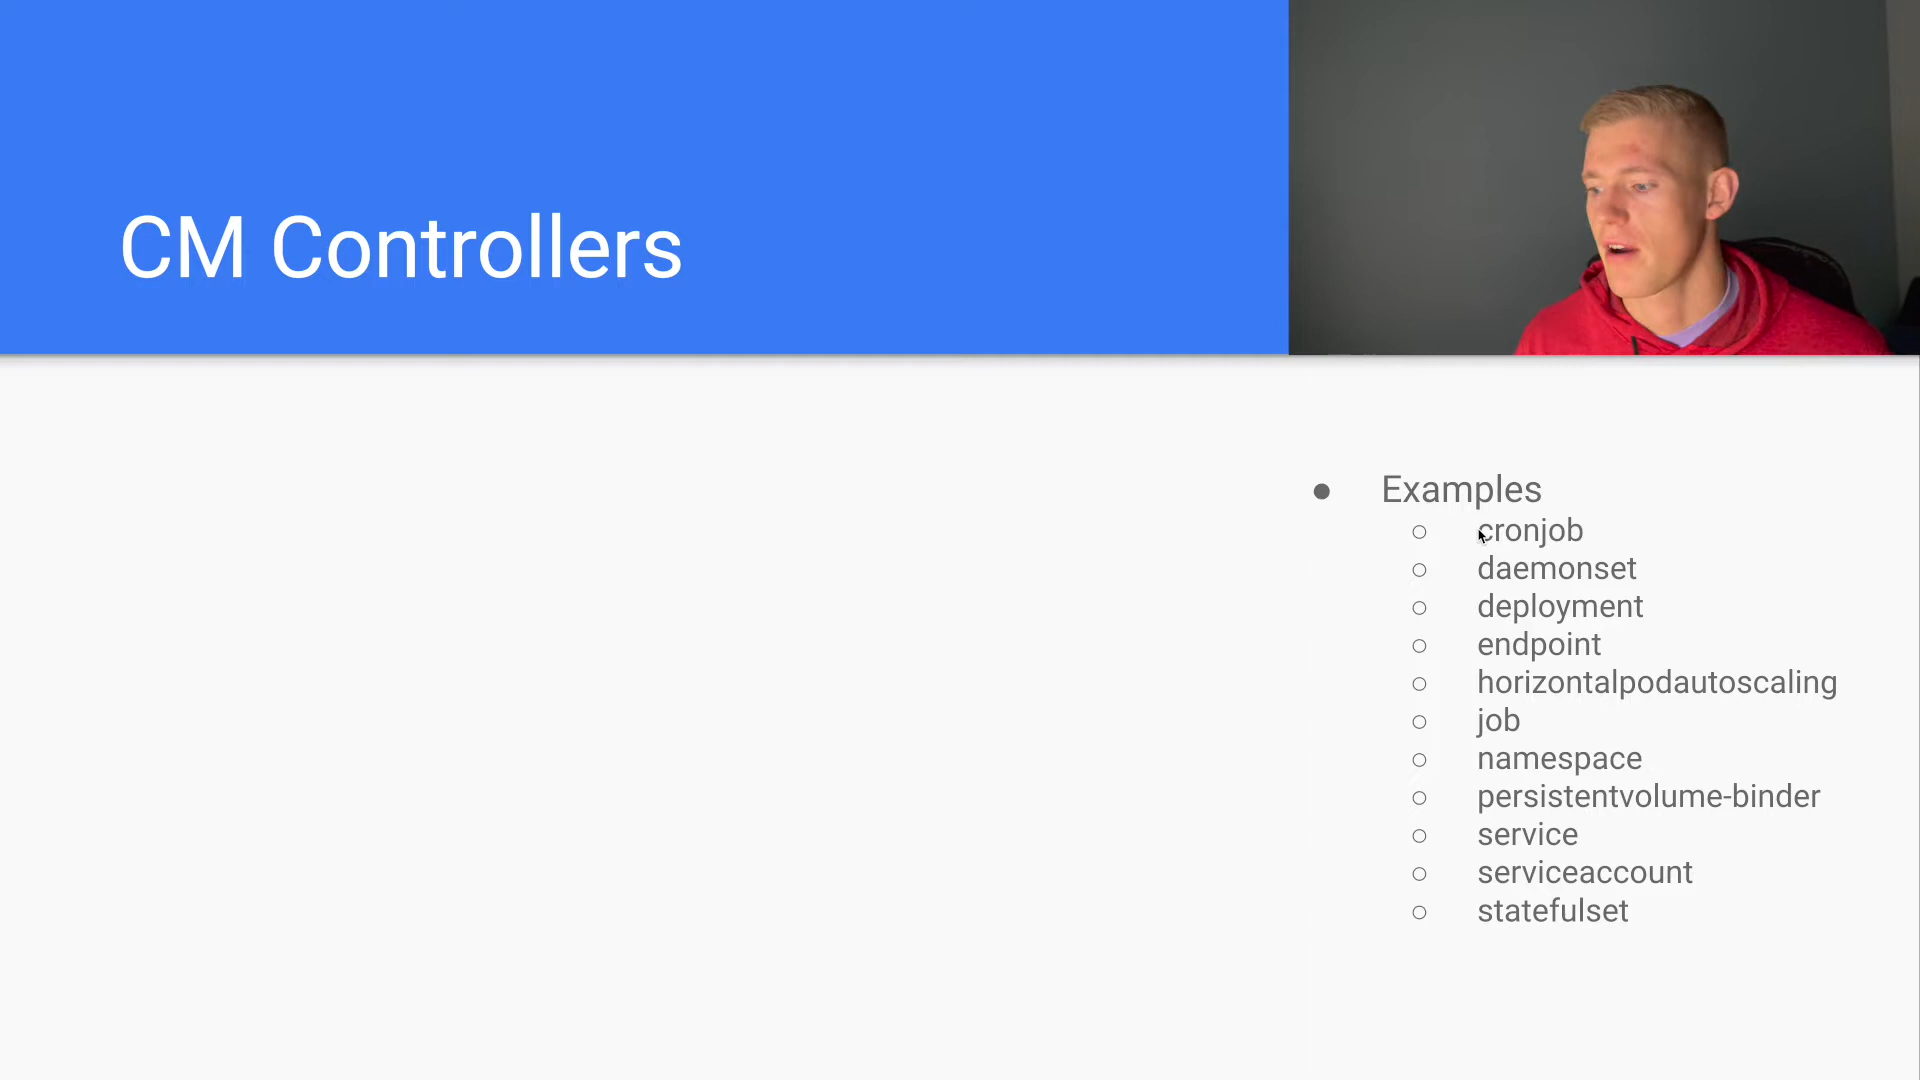 CM Controllers
Examples
cronjob
daemonset
deployment
endpoint
horizontalpodautoscaling
job
namespace
persistentvolume-binder
service
serviceaccount
statefulset